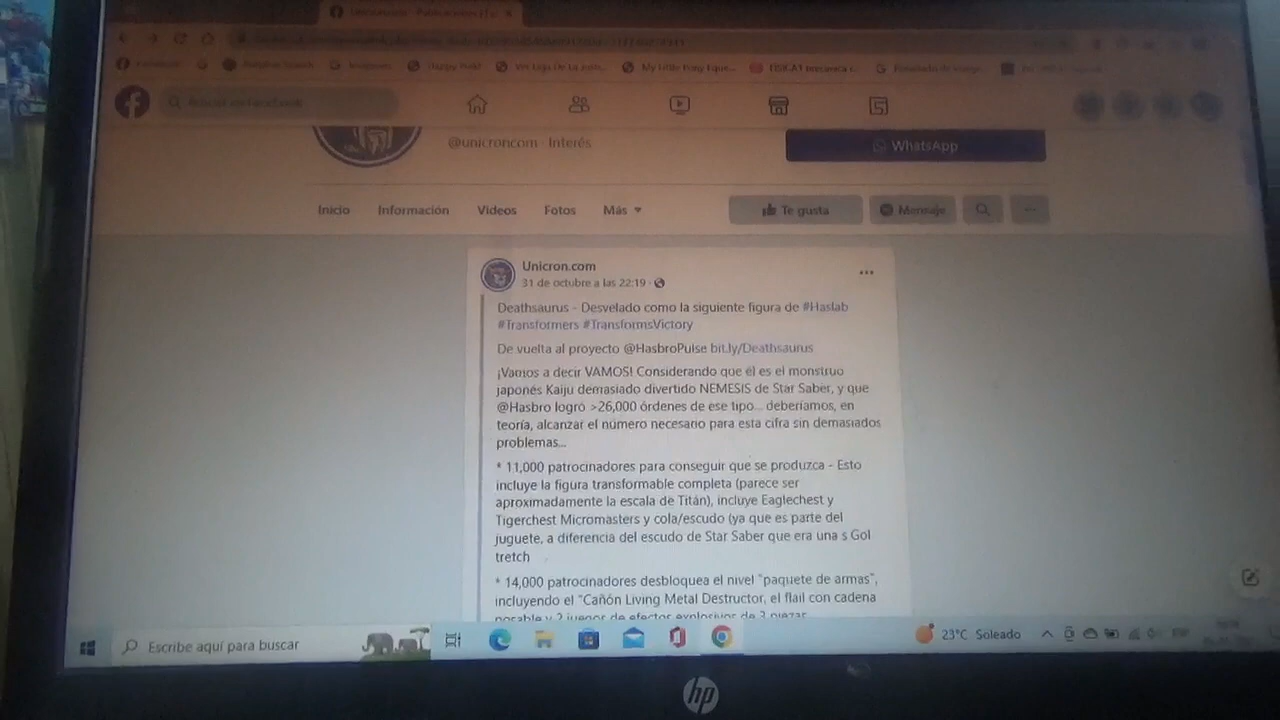 @unicroncom · Interés
WhatsApp
Inicio Información Videos Fotos Más
Te gusta Mensaje
Unicron.com
31 de octubre a las 22:19
Deathsaurus - Desvelado como la siguiente figura de #Haslab
#Transformers #TransformsVictory
De vuelta al proyecto @HasbroPulse bit.ly/Deathsaurus
¡Vamos a decir VAMOS! Considerando que él es el monstruo
japonés Kaiju demasiado divertido NEMESIS de Star Saber, y que
@Hasbro logró >26,000 órdenes de ese tipo... deberíamos, en
teoría, alcanzar el número necesario para esta cifra sin demasiados
problemas...
* 11,000 patrocinadores para conseguir que se produzca - Esto
incluye la figura transformable completa (parece ser
aproximadamente la escala de Titán), incluye Eaglechest y
Tigerchest Micromasters y cola/escudo (ya que es parte del
juguete, a diferencia del escudo de Star Saber que era una s Gol
tretch
* 14,000 patrocinadores desbloquea el nivel "paquete de armas",
incluyendo el "Cañón Living Metal Destructor, el flail con cadena
Escribe aquí para buscar
23°C Soleado
hp